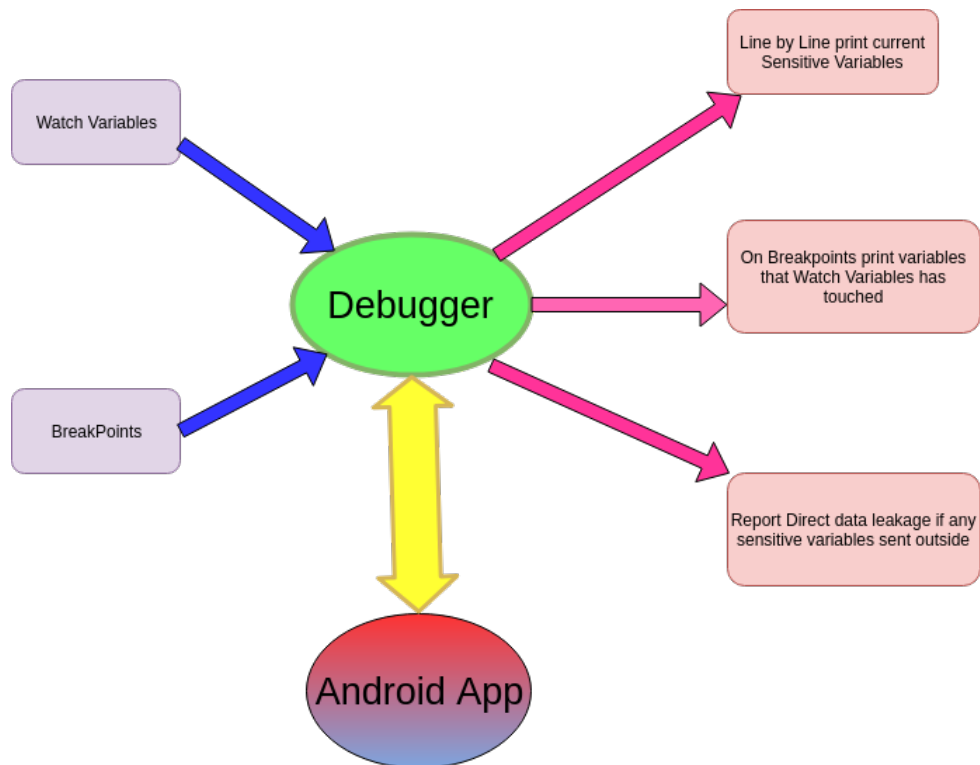 Line by Line print current
Sensitive Variables
Watch Variables
On Breakpoints print variables
that Watch Variables has
touched
Debugger
BreakPoints
Report Direct data leakage if any
sensitive variables sent outside
Android App